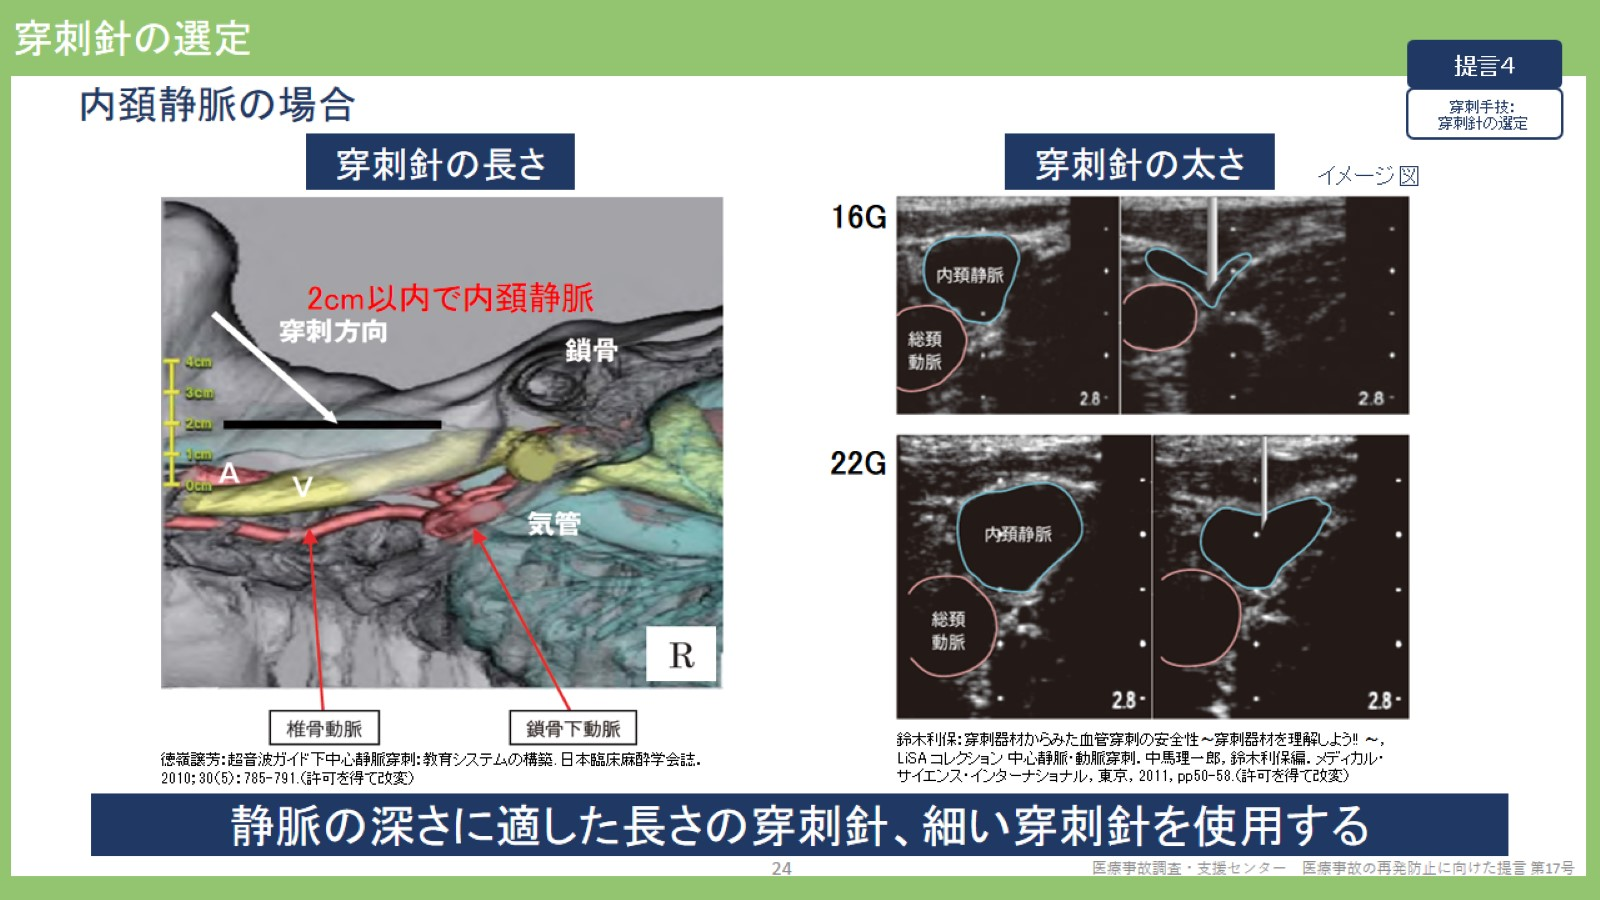 穿刺針の選定
提言4
穿刺手技:
穿刺針の選定
内頚静脈の場合
穿刺針の長さ
2cm以内で内頚静脈
穿刺方向
鎖骨
4cm
3cm
2cm
1cm
0cm
A
V
気管
R
椎骨動脈
鎖骨下動脈
徳嶺譲芳:超音波ガイド下中心静脈穿刺:教育システムの構築. 日本臨床麻酔学会誌.
2010;30(5):785-791.(許可を得て改変)
穿刺針の太さ
イメージ図
16G
内頚静脈
総頚
動脈
2.8
2.8
22G
内頚静脈
総頚
動脈
2.8
2.8
鈴木利保:穿刺器材からみた血管穿刺の安全性～穿刺器材を理解しよう!! ～,
LiSA コレクション 中心静脈・動脈穿刺. 中馬理一郎, 鈴木利保編. メディカル・
サイエンス・インターナショナル, 東京, 2011, pp50-58.(許可を得て改変)
静脈の深さに適した長さの穿刺針、細い穿刺針を使用する
24
医療事故調査・支援センター 医療事故の再発防止に向けた提言 第17号